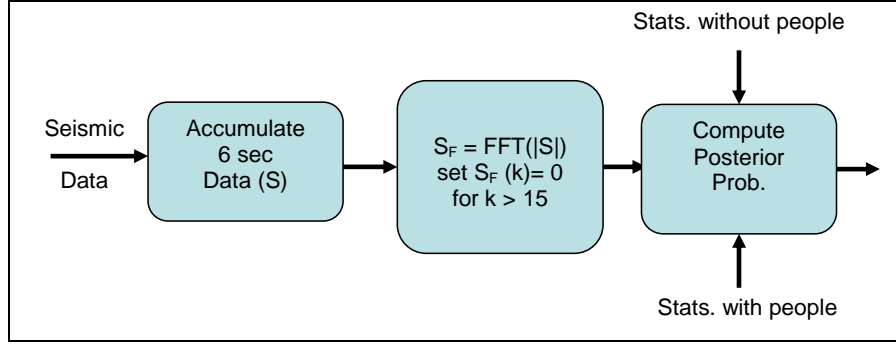 Stats. without people
Seismic
Data
Accumulate
6 sec
Data (S)
S_F = FFT(|S|)
set S_F (k)= 0
for k > 15
Compute
Posterior
Prob.
Stats. with people